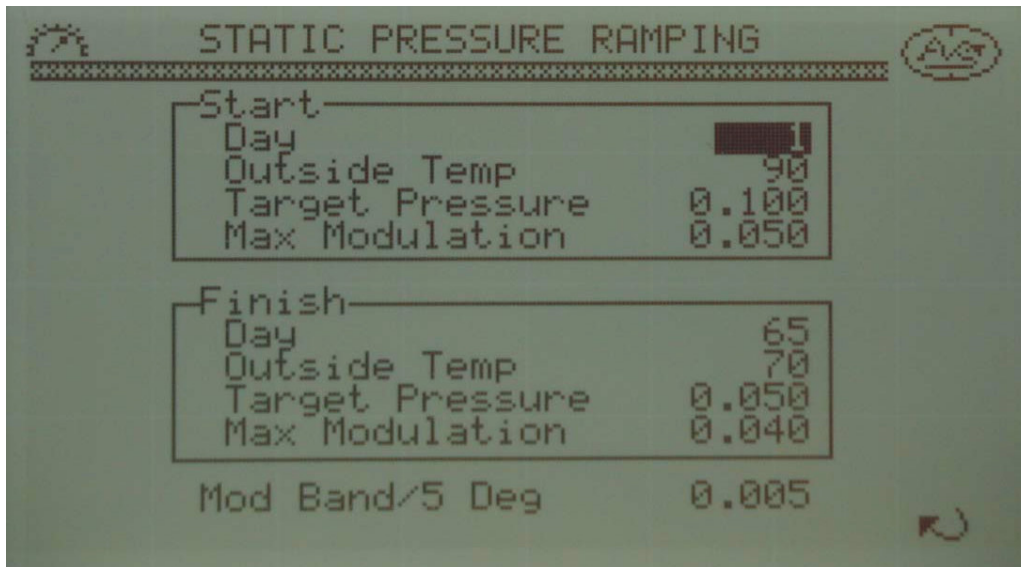 STATIC PRESSURE RAMPING
Start
Day 1
Outside Temp 90
Target Pressure 0.100
Max Modulation 0.050
Finish
Day 65
Outside Temp 70
Target Pressure 0.050
Max Modulation 0.040
Mod Band/5 Deg 0.005